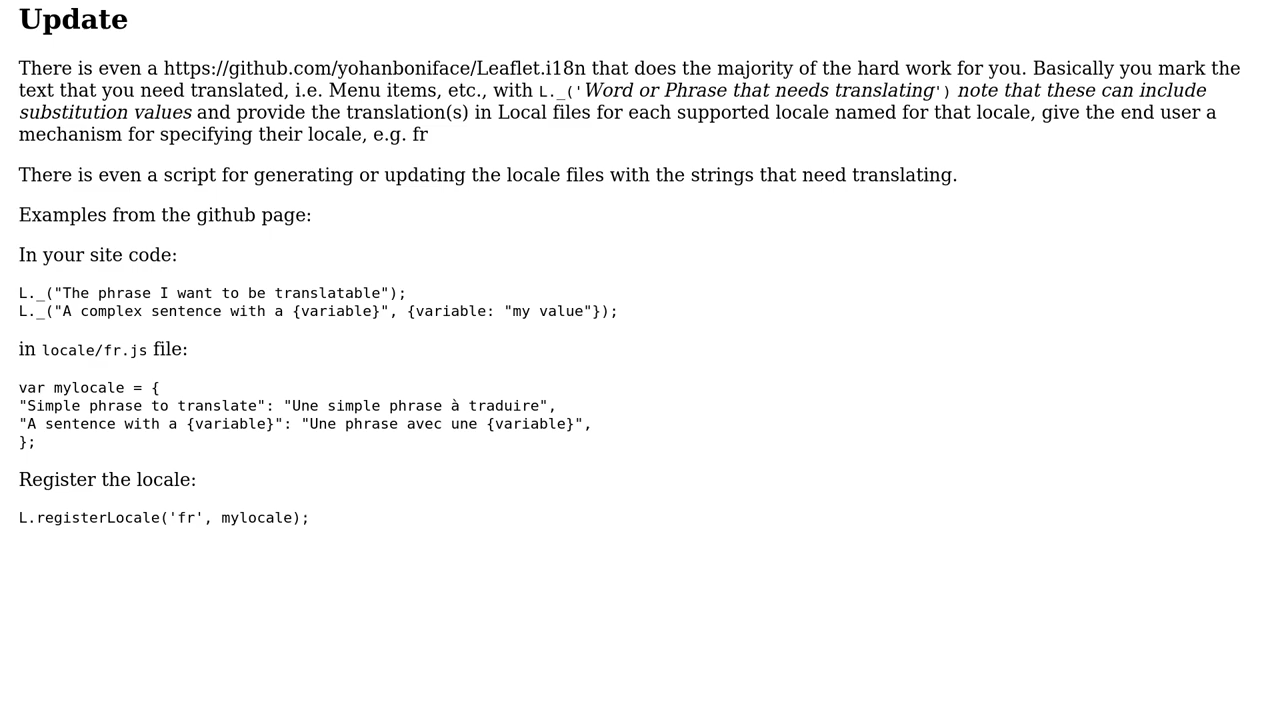 Update
There is even a https://github.com/yohanboniface/Leaflet.i18n that does the majority of the hard work for you. Basically you mark the
text that you need translated, i.e. Menu items, etc., with L._('Word or Phrase that needs translating') note that these can include
substitution values and provide the translation(s) in Local files for each supported locale named for that locale, give the end user a
mechanism for specifying their locale, e.g. fr
There is even a script for generating or updating the locale files with the strings that need translating.
Examples from the github page:
In your site code:
L._("The phrase I want to be translatable");
L._("A complex sentence with a {variable}", {variable: "my value"});
in locale/fr.js file:
var mylocale = {
"Simple phrase to translate": "Une simple phrase à traduire",
"A sentence with a {variable}": "Une phrase avec une {variable}",
};
Register the locale:
L.registerLocale('fr', mylocale);